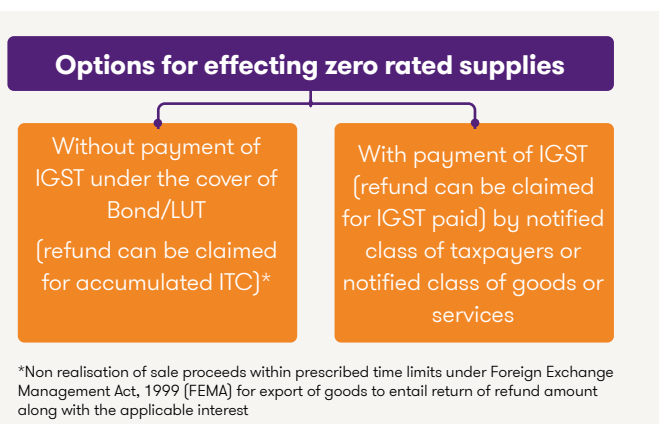 Options for effecting zero rated supplies
Without payment of
IGST under the cover of
Bond/LUT
(refund can be claimed
for accumulated ITC)*
With payment of IGST
(refund can be claimed
for IGST paid) by notified
class of taxpayers or
notified class of goods or
services
*Non realisation of sale proceeds within prescribed time limits under Foreign Exchange
Management Act, 1999 (FEMA) for export of goods to entail return of refund amount
along with the applicable interest